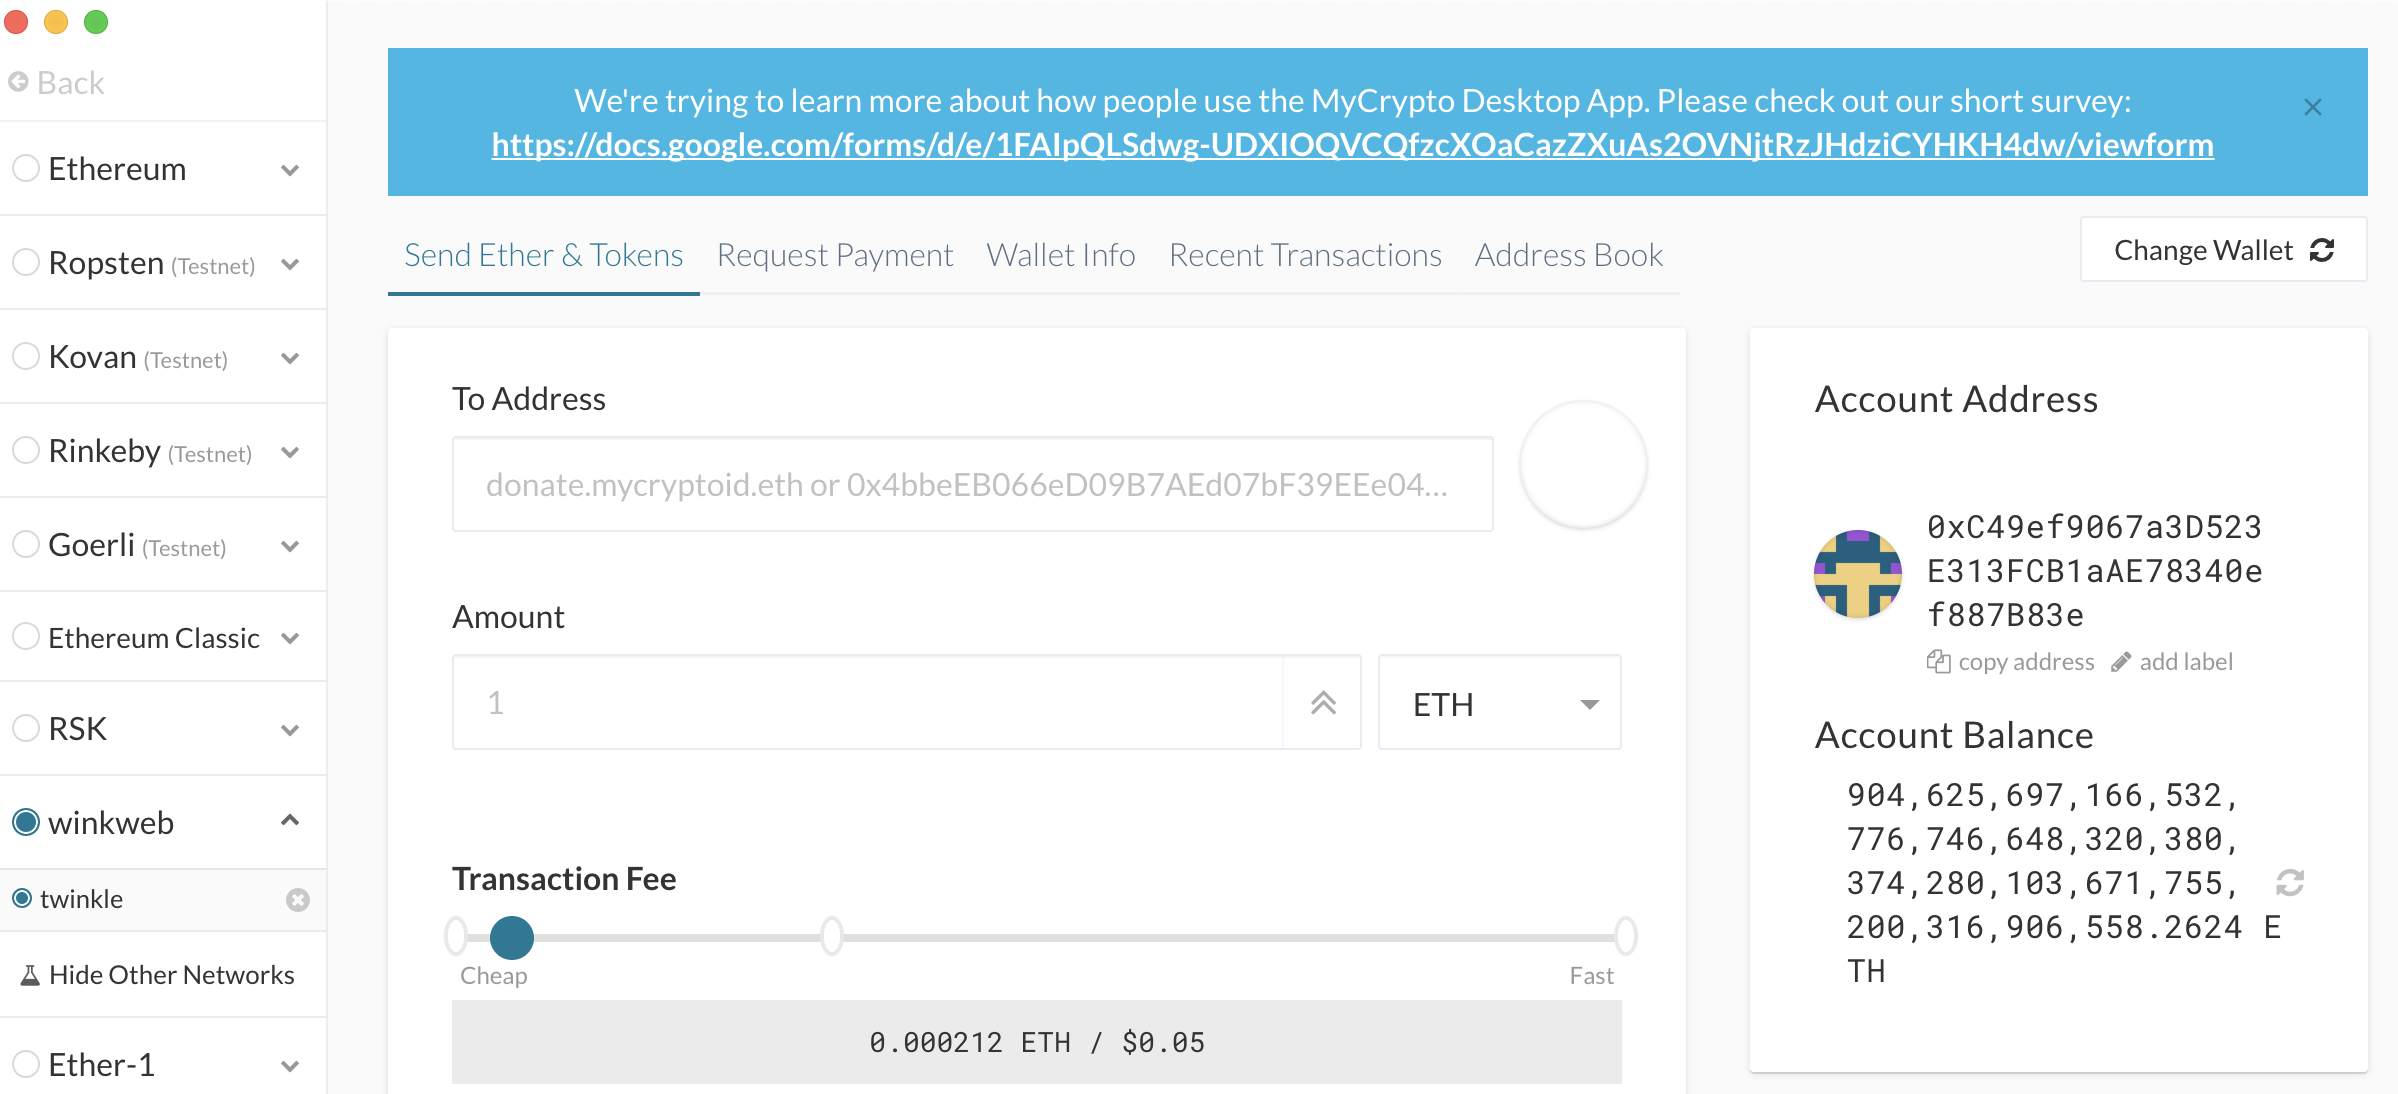 Back
Ethereum
Ropsten (Testnet)
Kovan (Testnet)
Rinkeby (Testnet)
Goerli (Testnet)
Ethereum Classic
RSK
winkweb
twinkle
Hide Other Networks
Ether-1
We're trying to learn more about how people use the MyCrypto Desktop App. Please check out our short survey:
https://docs.google.com/forms/d/e/1FAIpQLSdwg-UDXIOQVCQfzcXOaCazZXuAs2OVNjtRzJHdziCYHKH4dw/viewform
Send Ether & Tokens Request Payment Wallet Info Recent Transactions Address Book
Change Wallet
To Address
donate.mycryptoid.eth or 0x4bbeEB066eD09B7AEd07bF39EEe04...
Amount
1
ETH
Transaction Fee
Cheap Fast
0.000212 ETH / $0.05
Account Address
0xC49ef9067a3D523
E313FCB1aAE78340e
f887B83e
copy address add label
Account Balance
904,625,697,166,532,
776,746,648,320,380,
374,280,103,671,755,
200,316,906,558.2624 E
TH